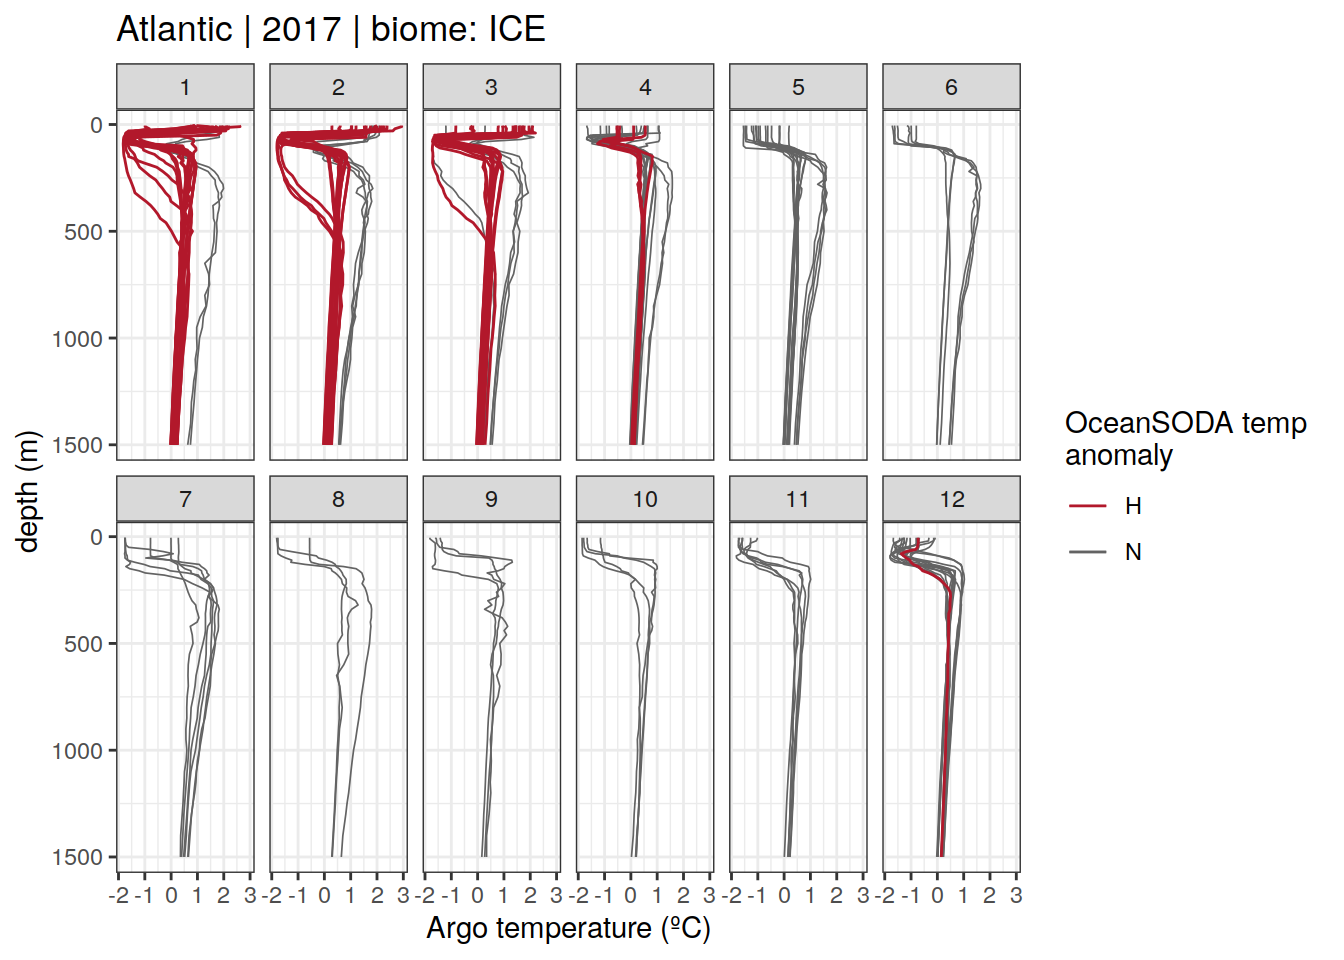 Atlantic | 2017 | biome: ICE
1 2 3 4 5 6
0
500
1000
1500
7 8 9 10 11 12
0
500
1000
1500
-2 -1 0 1 2 3 -2 -1 0 1 2 3 -2 -1 0 1 2 3 -2 -1 0 1 2 3 -2 -1 0 1 2 3 -2 -1 0 1 2 3
Argo temperature (ºC)
depth (m)
OceanSODA temp
anomaly
H
N